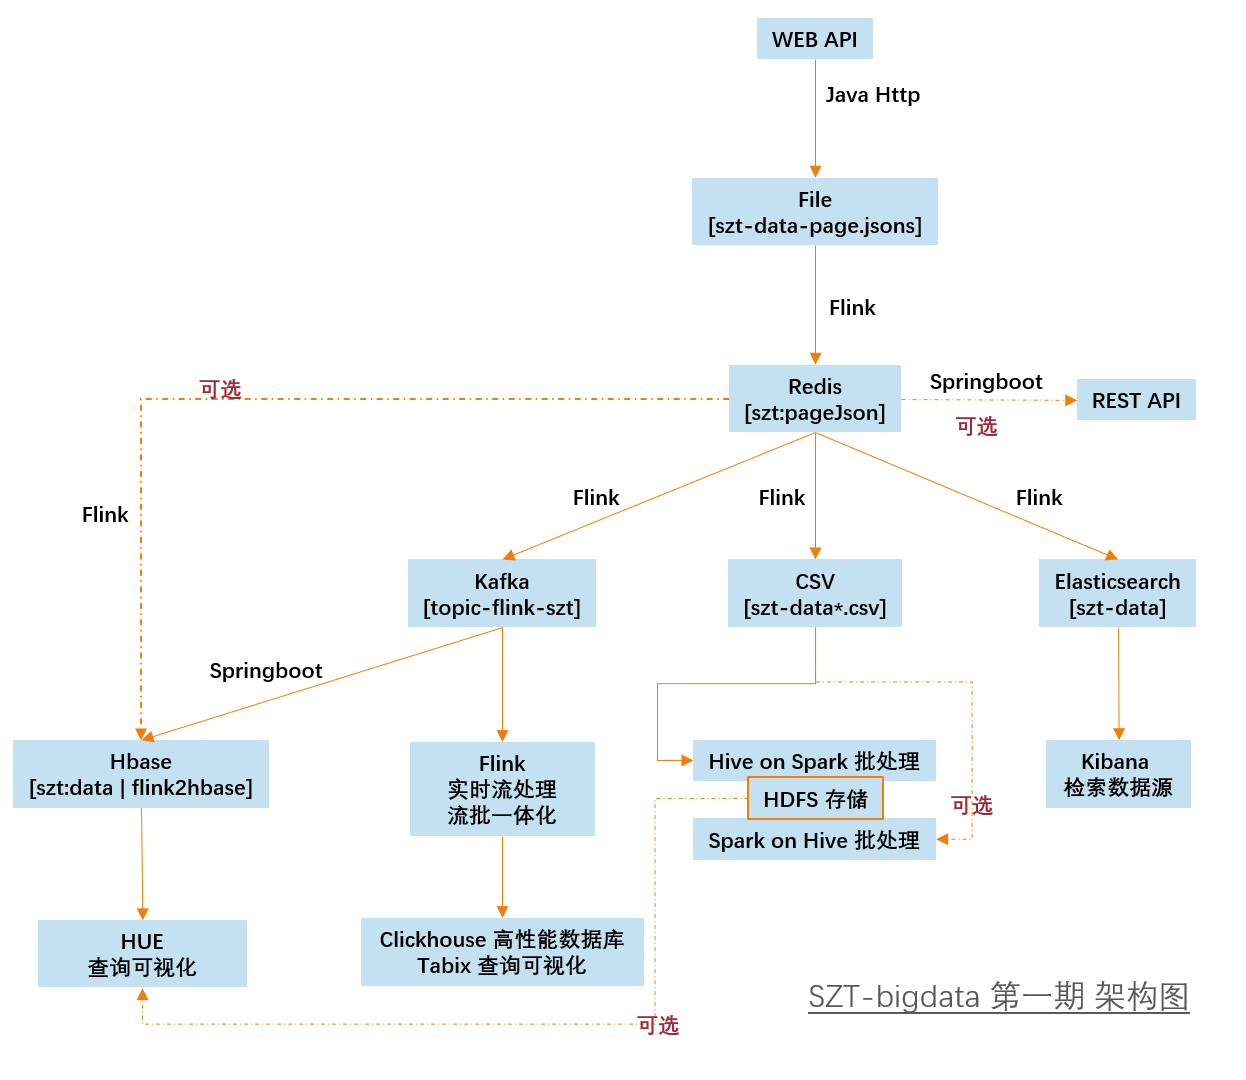 WEB API
Java Http
File
[szt-data-page.jsons]
Flink
可选
Redis
[szt:pageJson]
Springboot
可选
REST API
Flink
Flink
Flink
Flink
Kafka
[topic-flink-szt]
CSV
[szt-data*.csv]
Elasticsearch
[szt-data]
Springboot
Hbase
[szt:data | flink2hbase]
Flink
实时流处理
流批一体化
Hive on Spark 批处理
HDFS 存储
Spark on Hive 批处理
可选
Kibana
检索数据源
HUE
查询可视化
Clickhouse 高性能数据库
Tabix 查询可视化
可选
SZT-bigdata 第一期 架构图